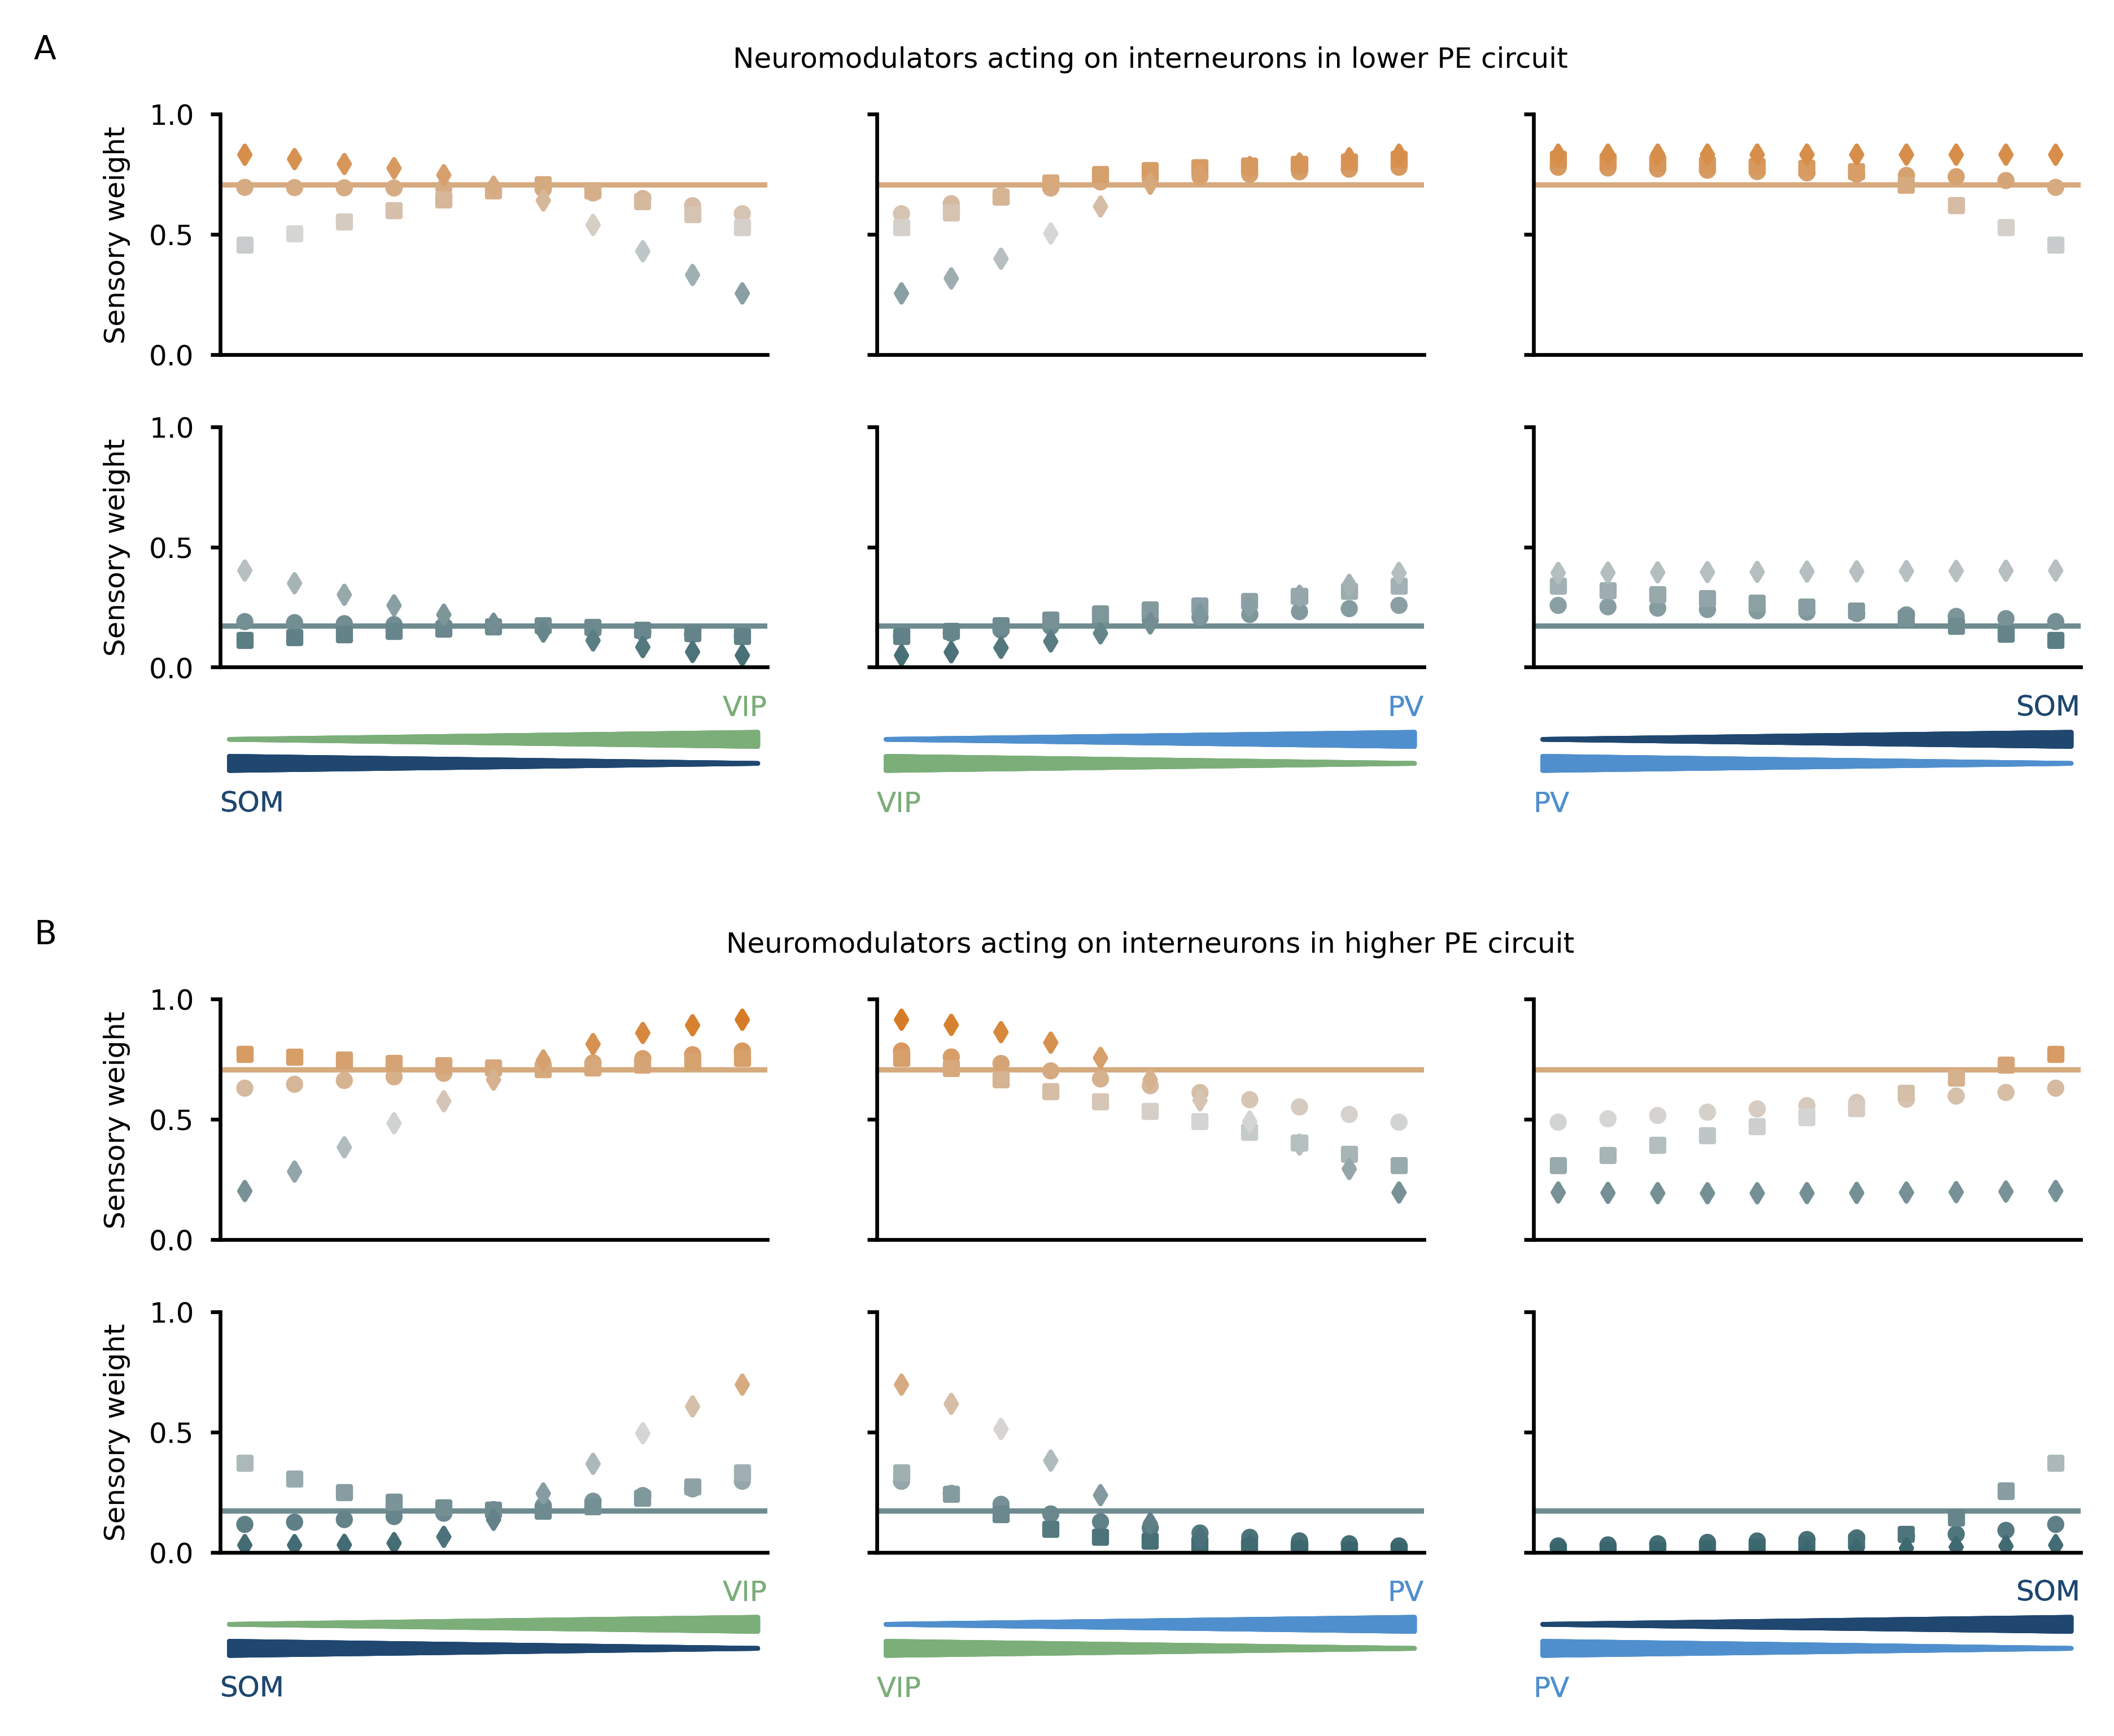 A
Neuromodulators acting on interneurons in lower PE circuit
Sensory weight
1.0
0.5
0.0
Sensory weight
1.0
0.5
0.0
VIP
SOM
PV
VIP
SOM
PV
B
Neuromodulators acting on interneurons in higher PE circuit
Sensory weight
1.0
0.5
0.0
Sensory weight
1.0
0.5
0.0
VIP
SOM
PV
VIP
SOM
PV